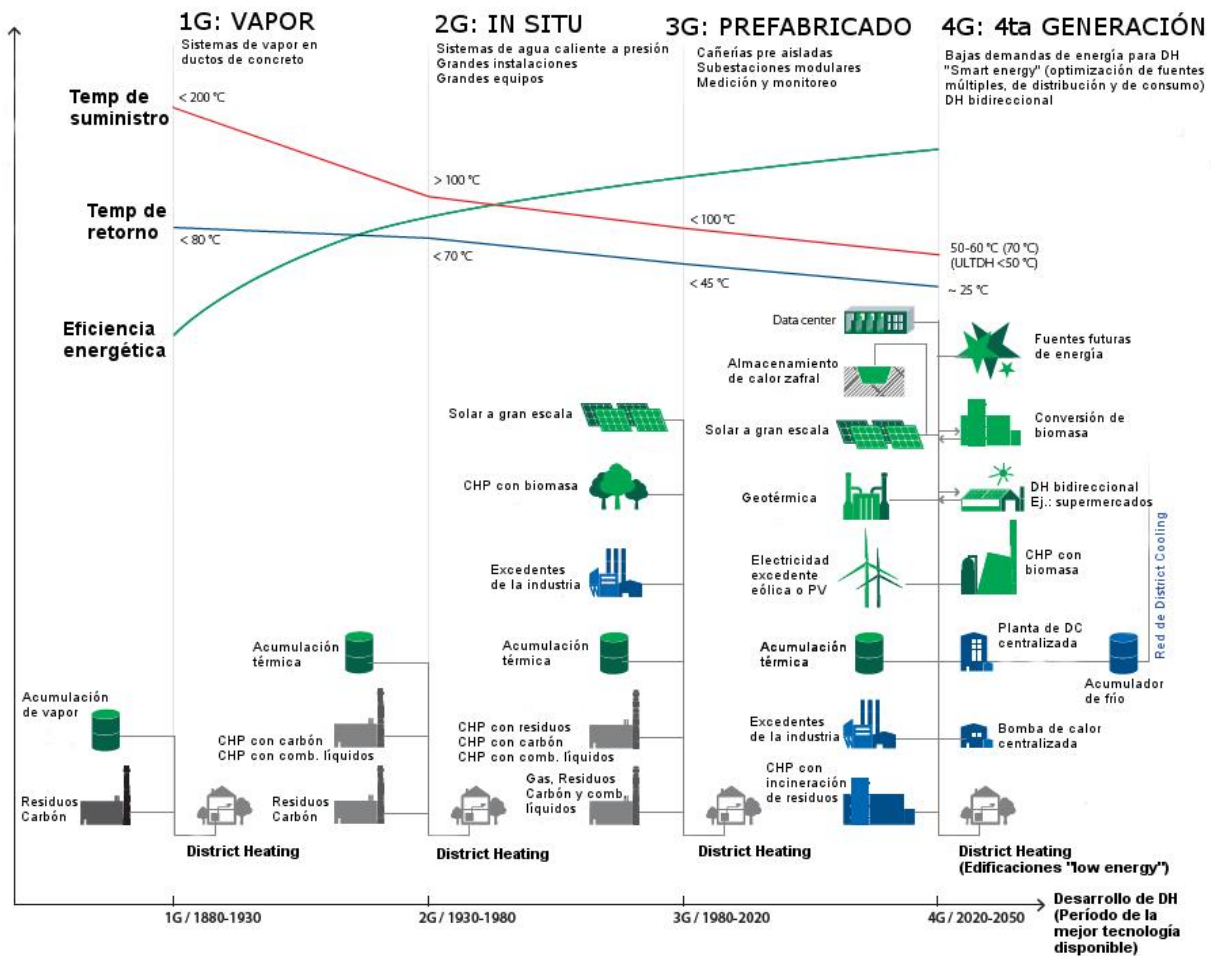 1G: VAPOR
Sistemas de vapor en
ductos de concreto
2G: IN SITU
Sistemas de agua caliente a presión
Grandes instalaciones
Grandes equipos
3G: PREFABRICADO
Cañerías pre aisladas
Subestaciones modulares
Medición y monitoreo
4G: 4ta GENERACIÓN
Bajas demandas de energía para DH
"Smart energy" (optimización de fuentes
múltiples, de distribución y de consumo)
DH bidireccional
Temp de
suministro
< 200 °C
> 100 °C
< 100 °C
50-60 °C (70 °C)
(ULTDH <50 °C)
Temp de
retorno
< 80 °C
< 70 °C
< 45 °C
~ 25 °C
Eficiencia
energética
Acumulación
de vapor
Residuos
Carbón
District Heating
Acumulación
térmica
CHP con carbón
CHP con comb. líquidos
Residuos
Carbón
District Heating
Solar a gran escala
CHP con biomasa
Excedentes
de la industria
Acumulación
térmica
CHP con residuos
CHP con carbón
CHP con comb. líquidos
Gas, Residuos
Carbón y comb.
líquidos
District Heating
Data center
Almacenamiento
de calor zafral
Solar a gran escala
Geotérmica
Electricidad
excedente
eólica o PV
Acumulación
térmica
Excedentes
de la industria
CHP con
incineración
de residuos
Fuentes futuras
de energía
Conversión de
biomasa
DH bidireccional
Ej.: supermercados
CHP con
biomasa
Planta de DC
centralizada
Acumulador
de frío
Red de District Cooling
Bomba de calor
centralizada
District Heating
(Edificaciones "low energy")
1G / 1880-1930
2G / 1930-1980
3G / 1980-2020
4G / 2020-2050
Desarrollo de DH
(Período de la
mejor tecnología
disponible)